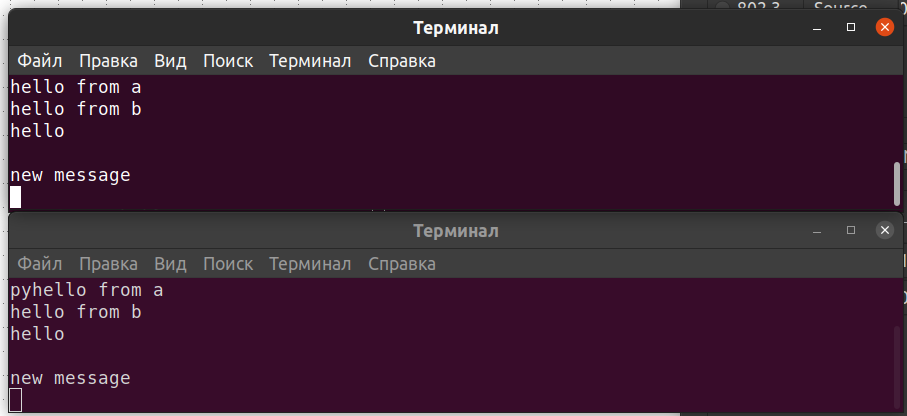 802.3 Source
Терминал
Файл Правка Вид Поиск Терминал Справка
hello from a
hello from b
hello
new message
Терминал
Файл Правка Вид Поиск Терминал Справка
pyhello from a
hello from b
hello
new message